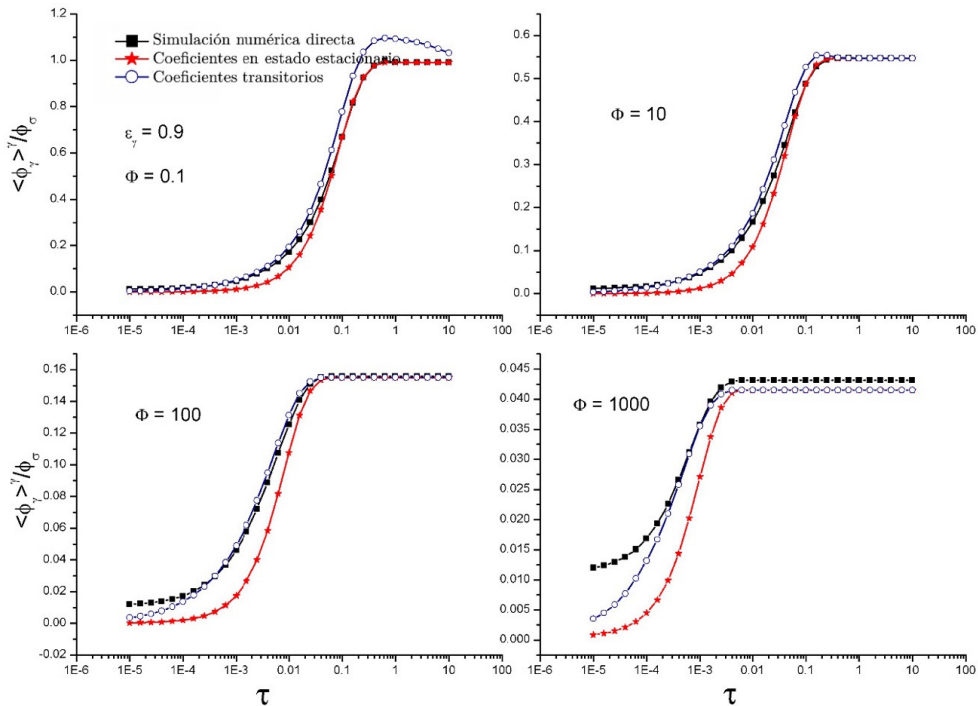 1.2
1.0
0.8
0.6
0.4
0.2
0.0
<ϕγ>γ/ϕσ
Simulación numérica directa
Coeficientes en estado estacionario
Coeficientes transitorios
εγ = 0.9
Φ = 0.1
1E-6 1E-5 1E-4 1E-3 0.01 0.1 1 10 100
0.6
0.5
0.4
0.3
0.2
0.1
0.0
Φ = 10
1E-6 1E-5 1E-4 1E-3 0.01 0.1 1 10 100
0.16
0.14
0.12
0.10
0.08
0.06
0.04
0.02
0.00
-0.02
<ϕγ>γ/ϕσ
Φ = 100
1E-6 1E-5 1E-4 1E-3 0.01 0.1 1 10 100
τ
0.045
0.040
0.035
0.030
0.025
0.020
0.015
0.010
0.005
0.000
Φ = 1000
1E-6 1E-5 1E-4 1E-3 0.01 0.1 1 10 100
τ